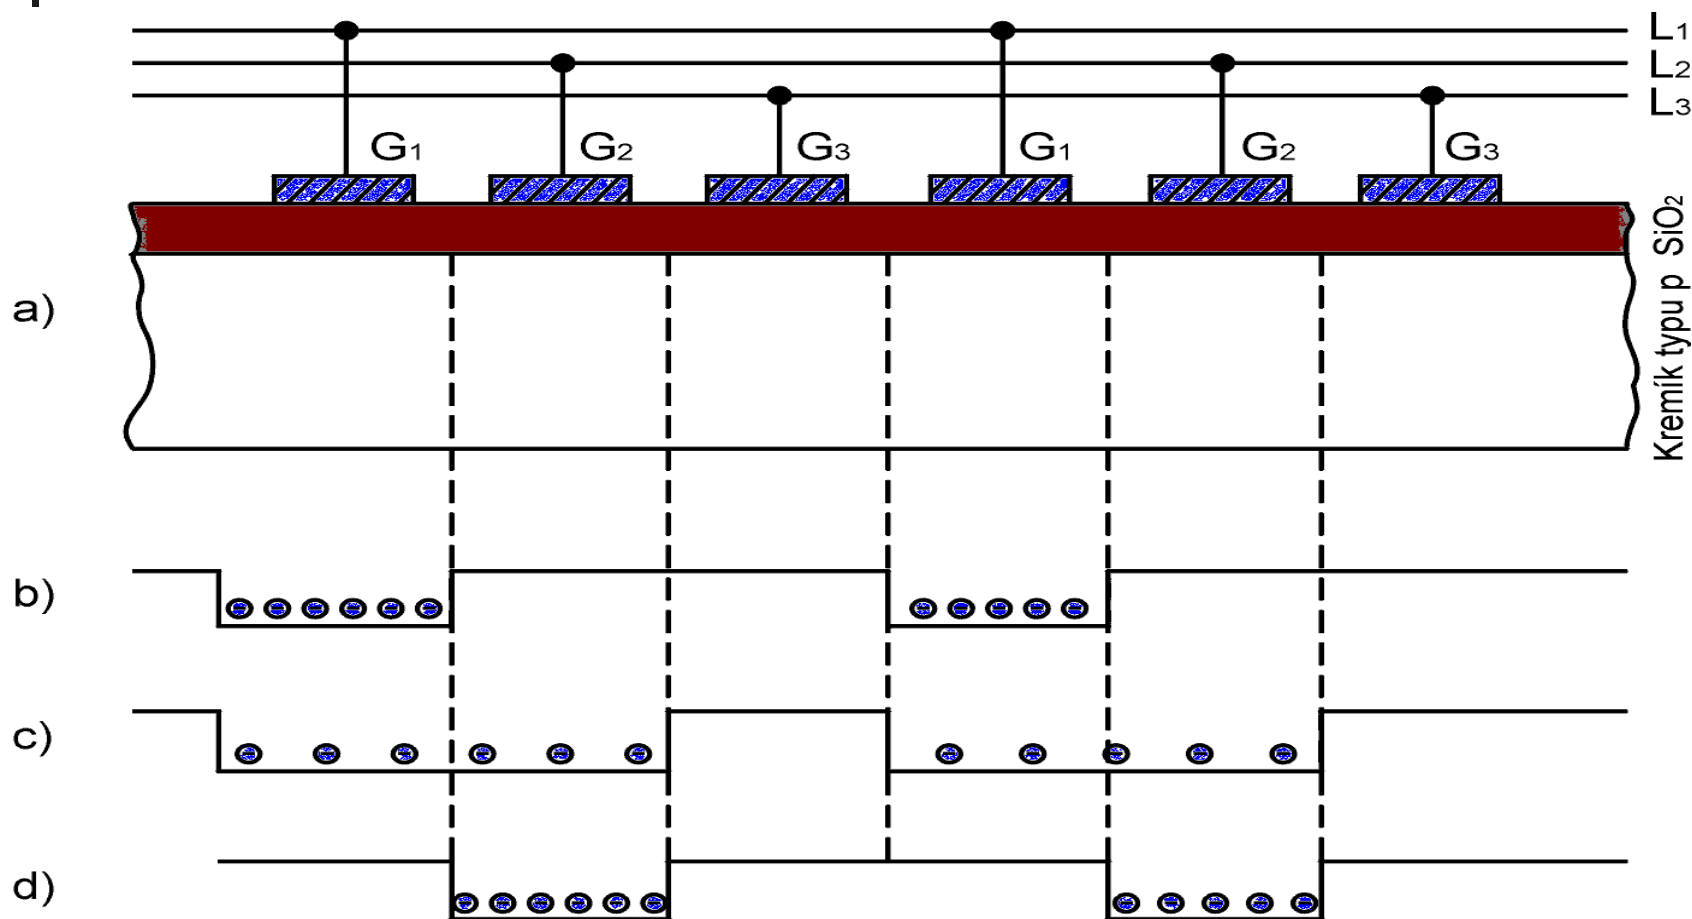 L1
L2
L3
G1 G2 G3 G1 G2 G3
SiO2
Kremík typu p
a)
b)
c)
d)